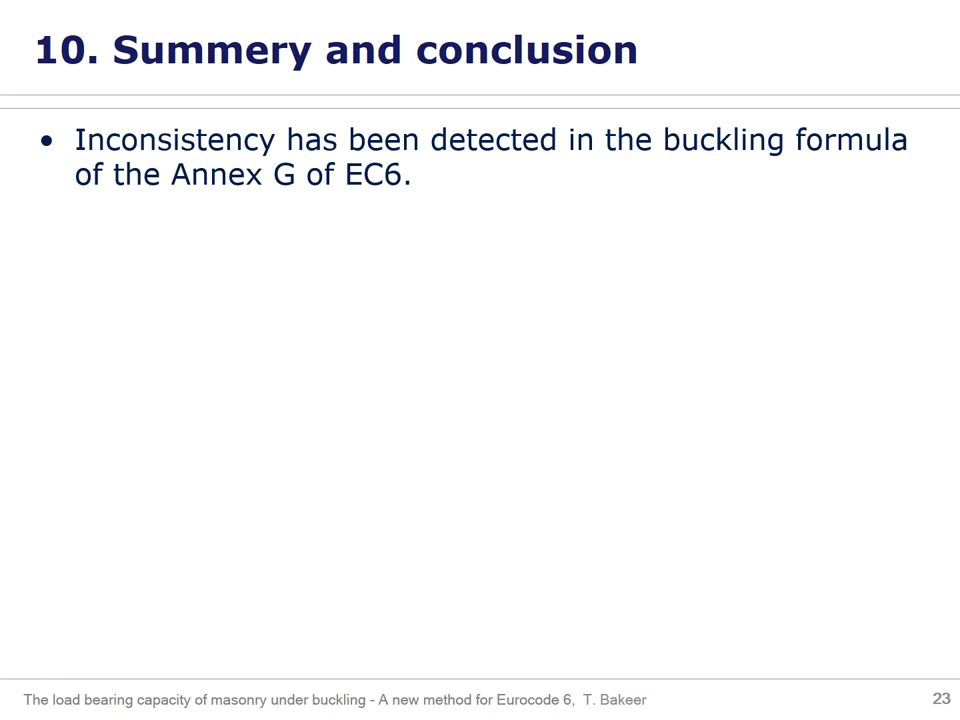 10. Summery and conclusion
• Inconsistency has been detected in the buckling formula
of the Annex G of EC6.
The load bearing capacity of masonry under buckling - A new method for Eurocode 6, T. Bakeer
23